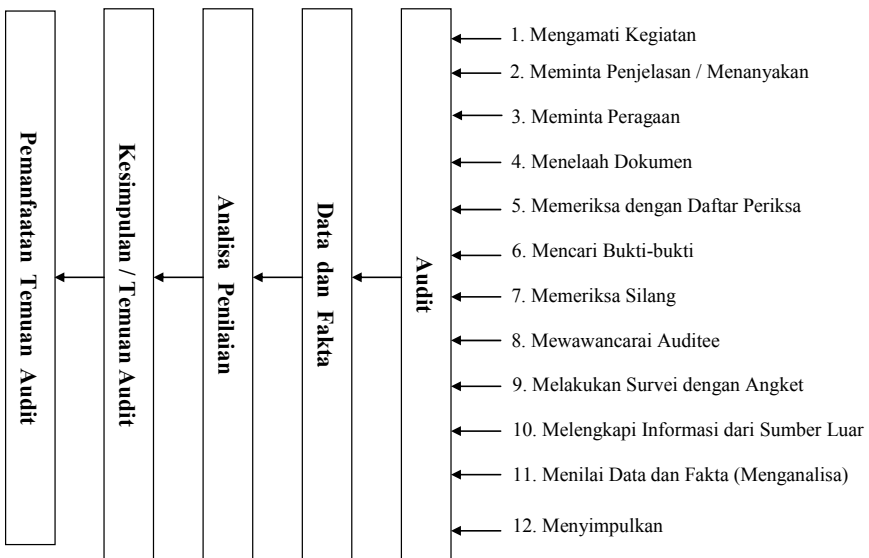 Pemanfaatan Temuan Audit
Kesimpulan / Temuan Audit
Analisa Penilaian
Data dan Fakta
Audit
1. Mengamati Kegiatan
2. Meminta Penjelasan / Menanyakan
3. Meminta Peragaan
4. Menelaah Dokumen
5. Memeriksa dengan Daftar Periksa
6. Mencari Bukti-bukti
7. Memeriksa Silang
8. Mewawancarai Auditee
9. Melakukan Survei dengan Angket
10. Melengkapi Informasi dari Sumber Luar
11. Menilai Data dan Fakta (Menganalisa)
12. Menyimpulkan